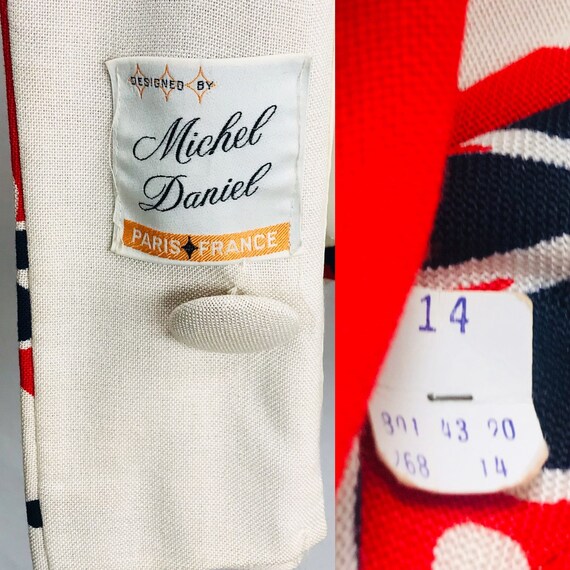 DESIGNED BY
Michel
Daniel
PARIS FRANCE
14
43 20
14